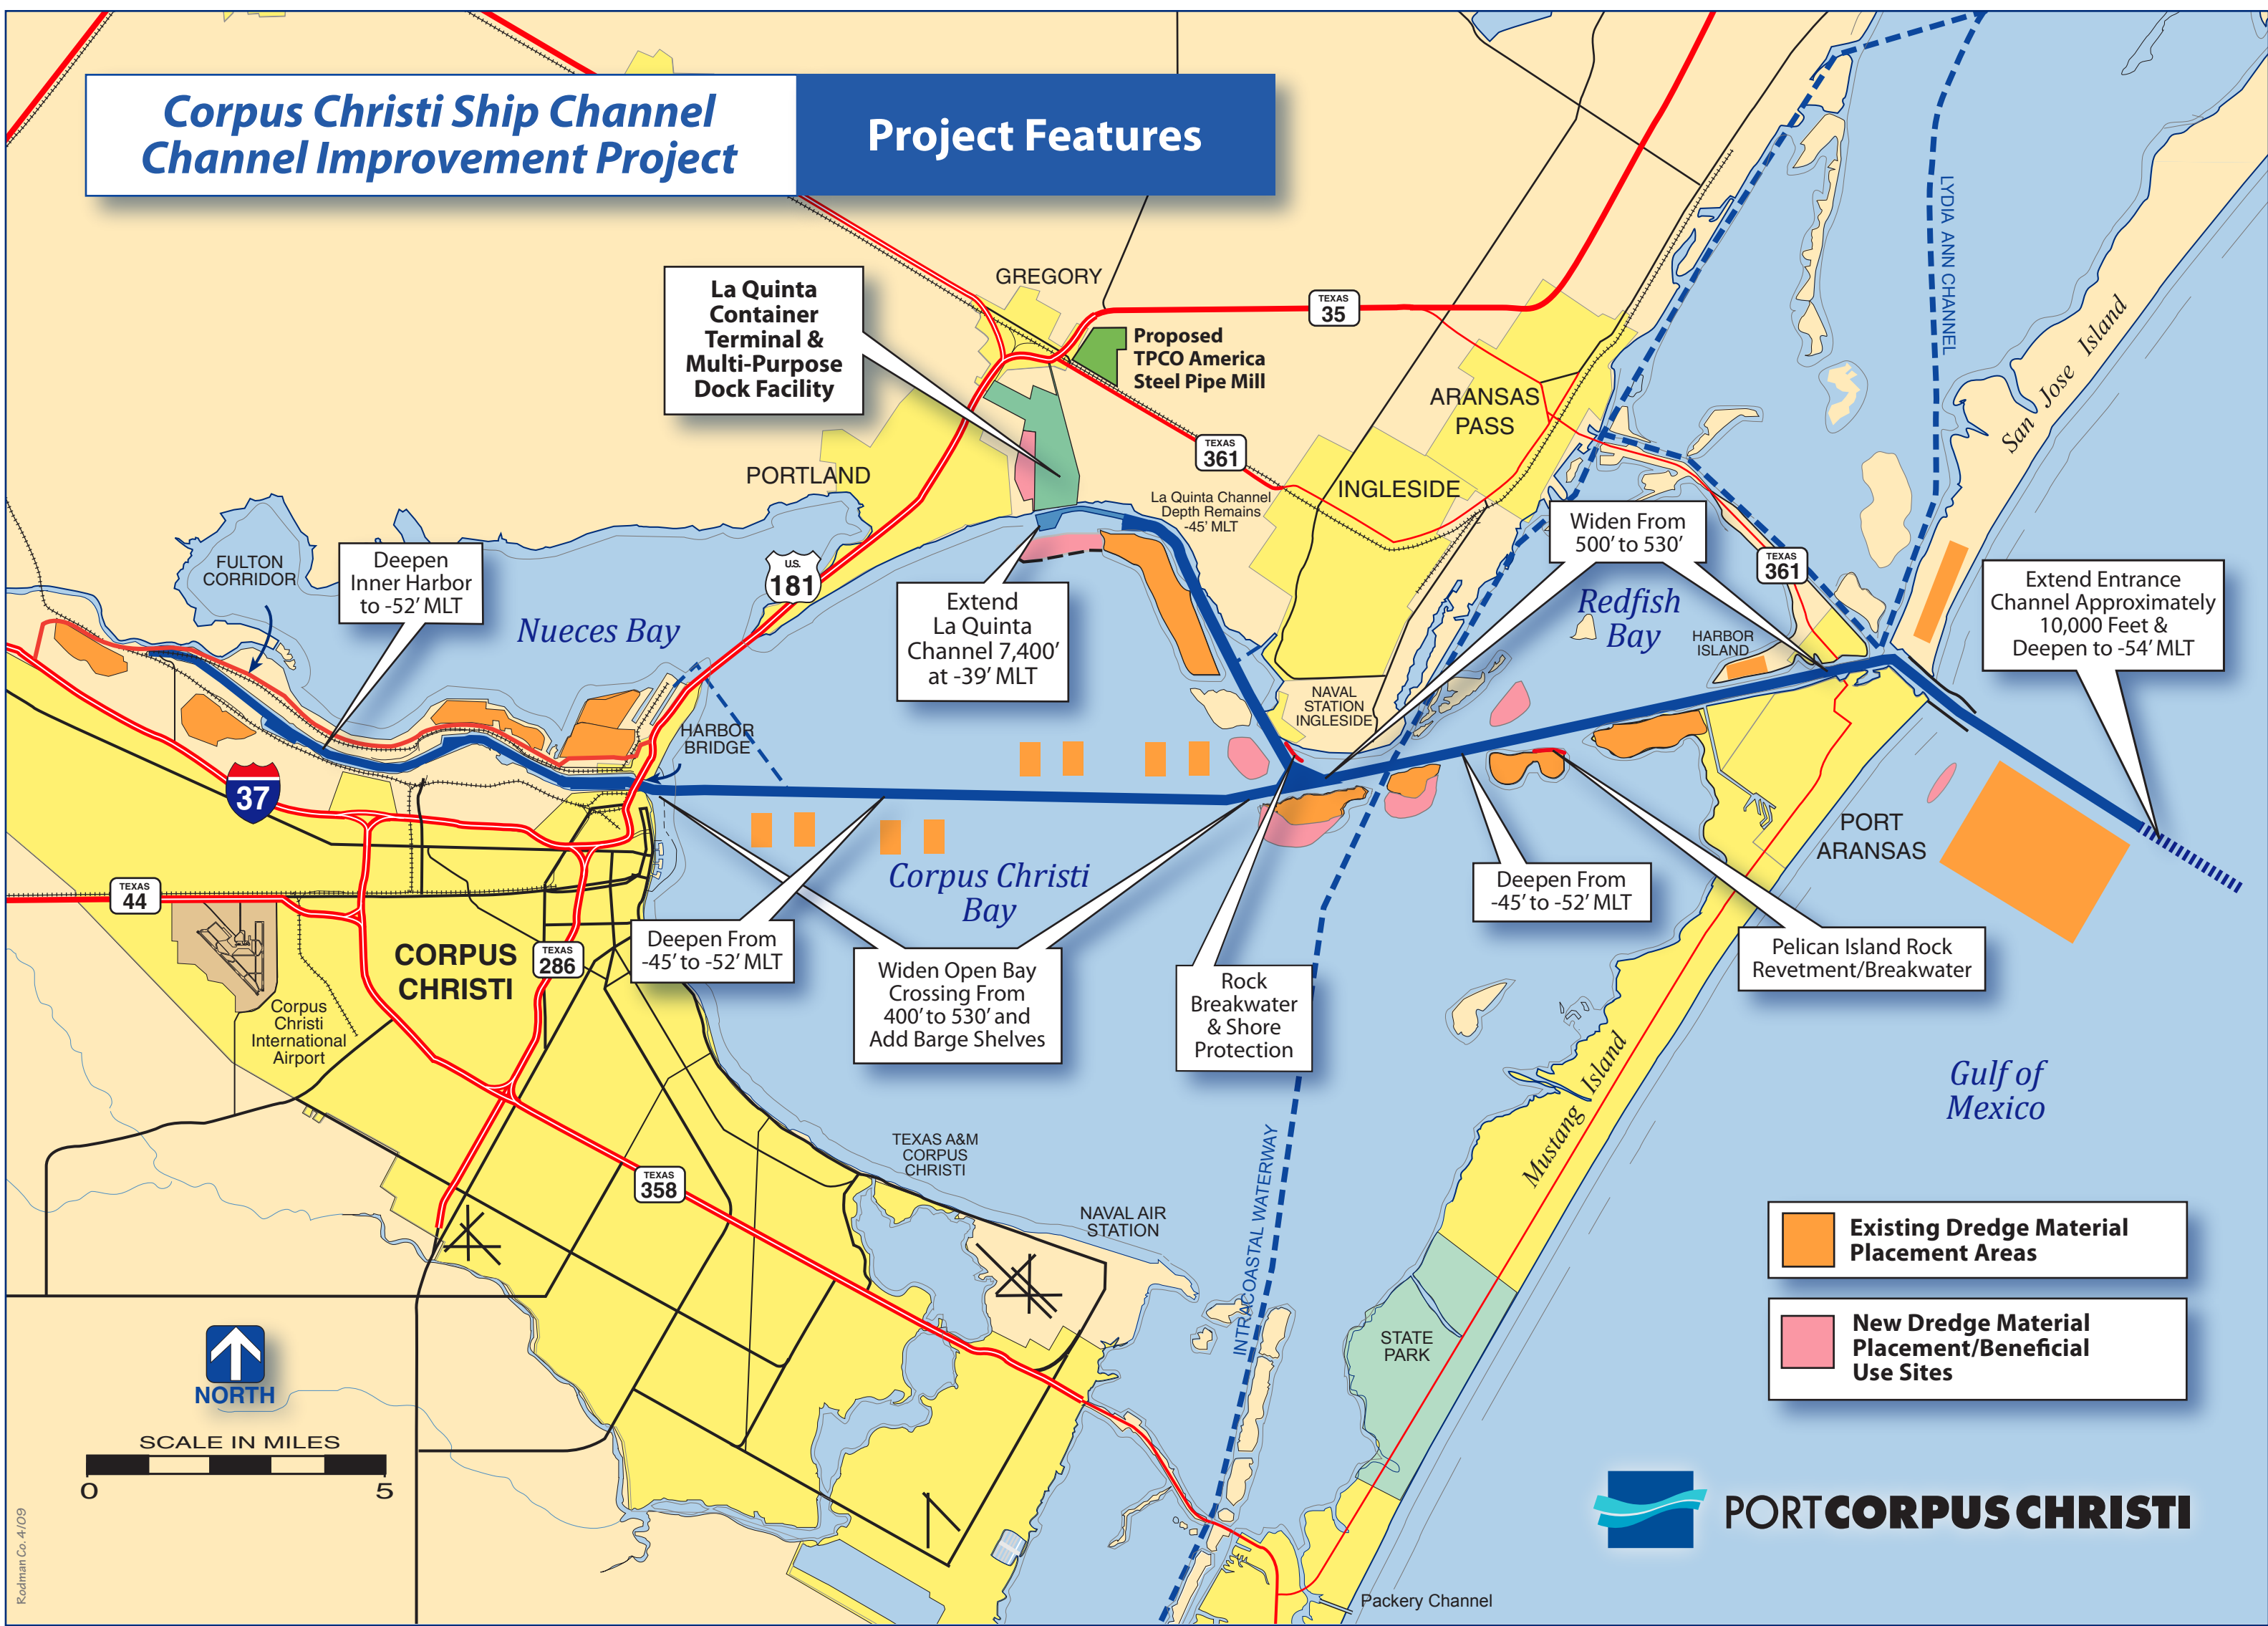 Corpus Christi Ship Channel
Channel Improvement Project
Project Features
LYDIA ANN CHANNEL
San Jose Island
GREGORY
La Quinta
Container
Terminal &
Multi-Purpose
Dock Facility
TEXAS
35
Proposed
TPCO America
Steel Pipe Mill
ARANSAS
PASS
TEXAS
361
PORTLAND
INGLESIDE
La Quinta Channel
Depth Remains
-45' MLT
Widen From
500' to 530'
FULTON
CORRIDOR
Deepen
Inner Harbor
to -52' MLT
U.S.
181
TEXAS
361
Extend Entrance
Channel Approximately
10,000 Feet &
Deepen to -54' MLT
Extend
La Quinta
Channel 7,400'
at -39' MLT
Redfish
Bay
Nueces Bay
HARBOR
ISLAND
NAVAL
STATION
INGLESIDE
HARBOR
BRIDGE
37
PORT
ARANSAS
Corpus Christi
Bay
Deepen From
-45' to -52' MLT
TEXAS
44
CORPUS
CHRISTI
TEXAS
286
Deepen From
-45' to -52' MLT
Widen Open Bay
Crossing From
400' to 530' and
Add Barge Shelves
Rock
Breakwater
& Shore
Protection
Pelican Island Rock
Revetment/Breakwater
Corpus
Christi
International
Airport
Mustang Island
Gulf of
Mexico
TEXAS A&M
CORPUS
CHRISTI
TEXAS
358
NAVAL AIR
STATION
INTRACOASTAL WATERWAY
Existing Dredge Material
Placement Areas
New Dredge Material
Placement/Beneficial
Use Sites
STATE
PARK
NORTH
SCALE IN MILES
0 5
PORT CORPUS CHRISTI
Rodman Co. 4/09
Packery Channel